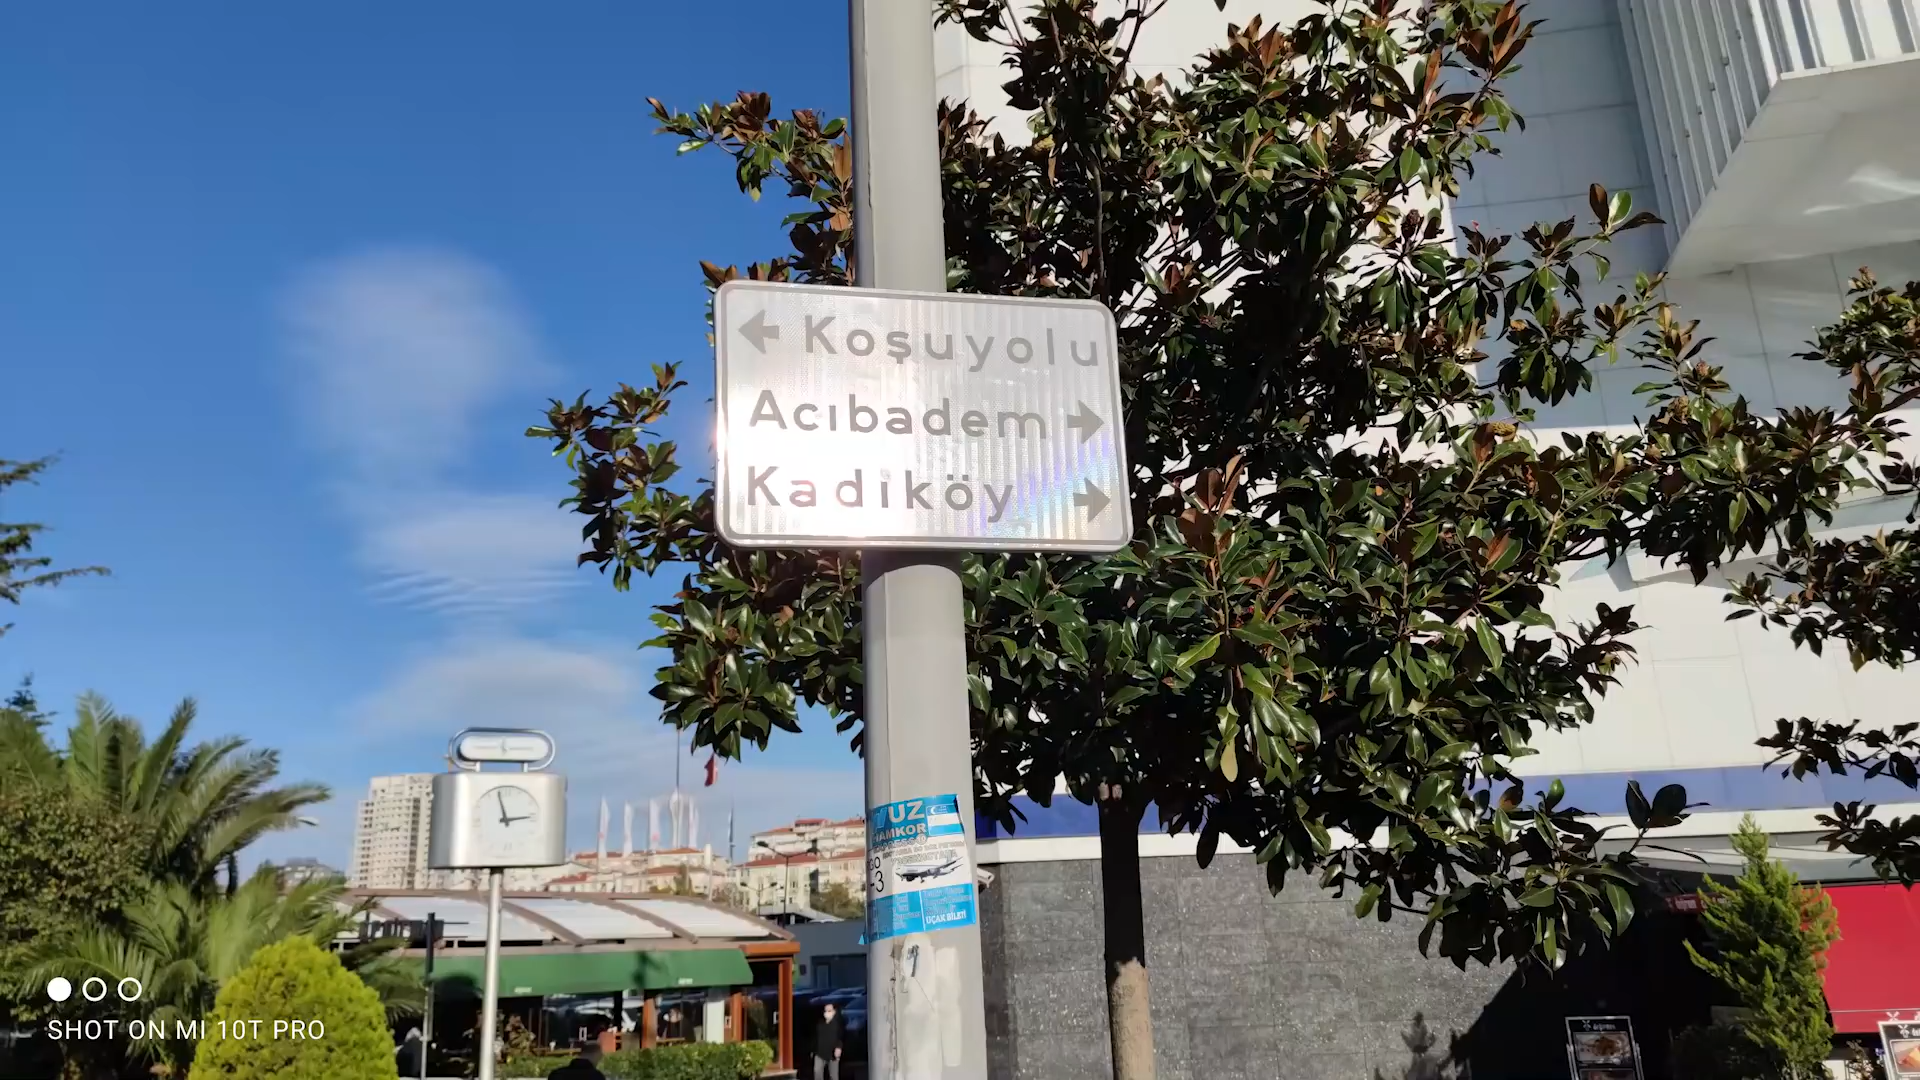 Koşuyolu
Acıbadem
Kadıköy
UZ
UÇAK BİLETİ
SHOT ON MI 10T PRO